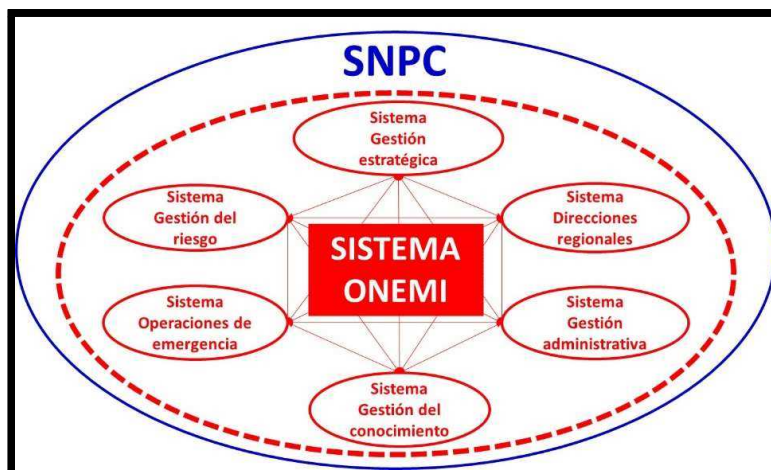 SNPC
Sistema
Gestión
estratégica
Sistema
Gestión del
riesgo
Sistema
Direcciones
regionales
SISTEMA
ONEMI
Sistema
Operaciones de
emergencia
Sistema
Gestión
administrativa
Sistema
Gestión del
conocimiento